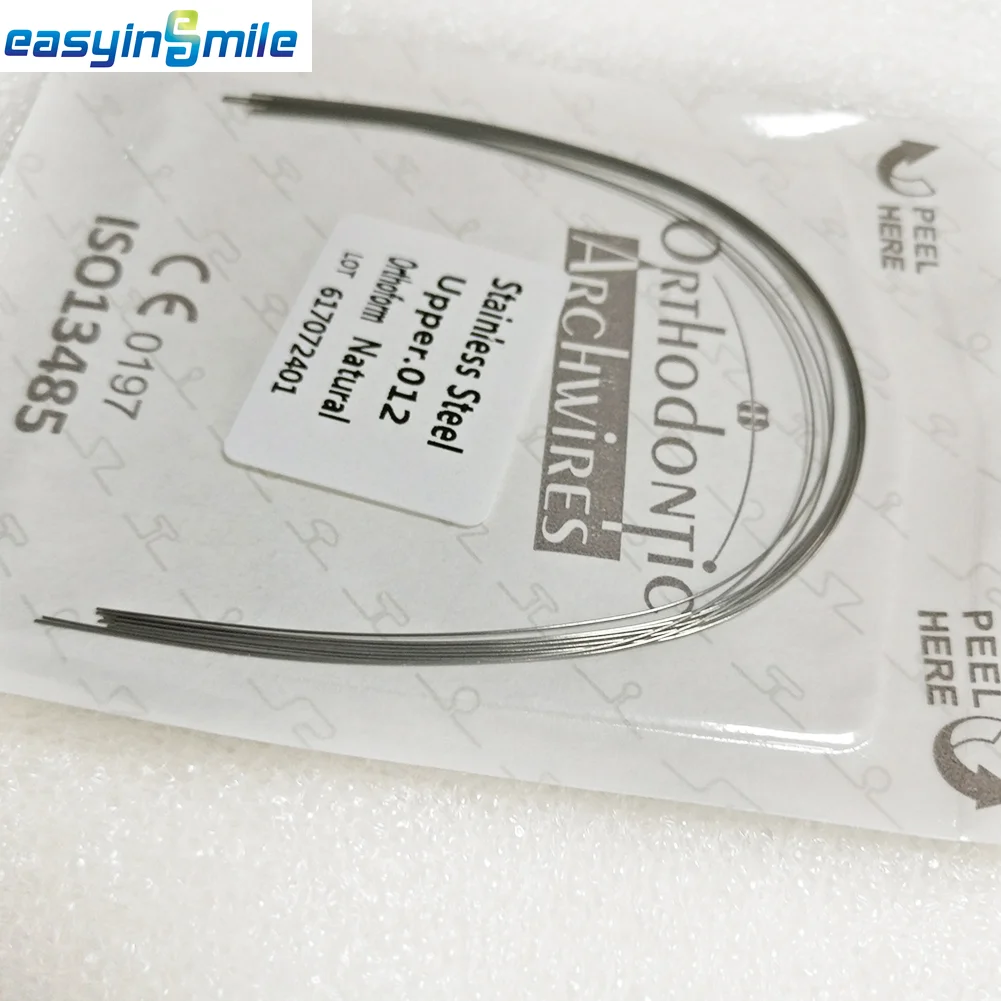 easyinSmile
ORThodONTiC
ARCHWiRES
Stainless Steel
Upper.012
Orthoform Natural
LOT 617072401
CE 0197
ISO13485
PEEL
HERE
PEEL
HERE